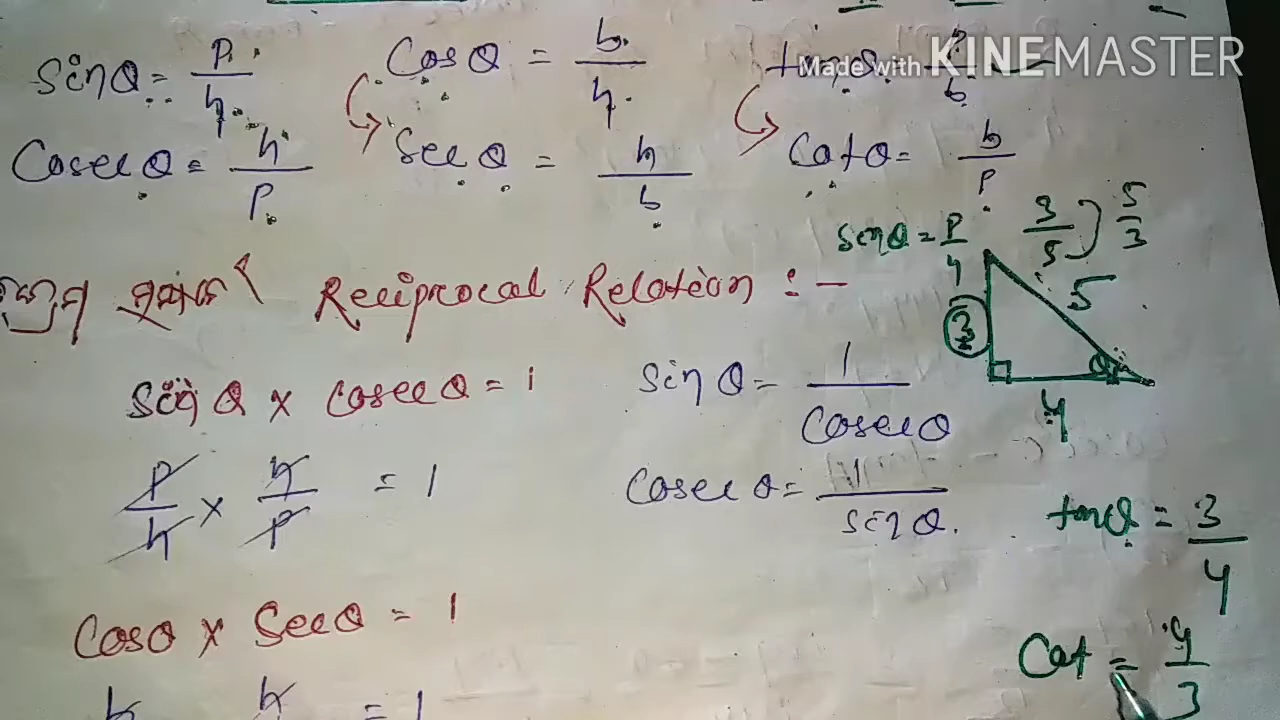 Sinθ = p/h Cosθ = b/h tanθ = p/b
Made with KINEMASTER
Cosecθ = h/p Secθ = h/b Cotθ = b/p
Sinθ = p/h 3/5 5/3
Reciprocal Relation :-
5
3
4
Sinθ × Cosecθ = 1 Sinθ = 1/Cosecθ
p/h × h/p = 1 Cosecθ = 1/sinθ.
tanθ = 3/4
Cosθ × Secθ = 1
Cot = 4/3
= 1